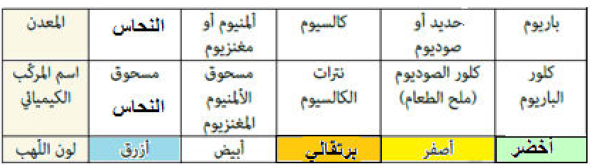 المعدن
النحاس
ألمنيوم أو
مغنزيوم
كالسيوم
حديد أو
صوديوم
باريوم
اسم المركّب
الكيميائي
مسحوق
النحاس
مسحوق
الألمنيوم
المغنزيوم
نترات
الكالسيوم
كلور الصوديوم
(ملح الطعام)
كلور
الباريوم
لون اللّهب
أزرق
أبيض
برتقالي
أصفر
أخضر